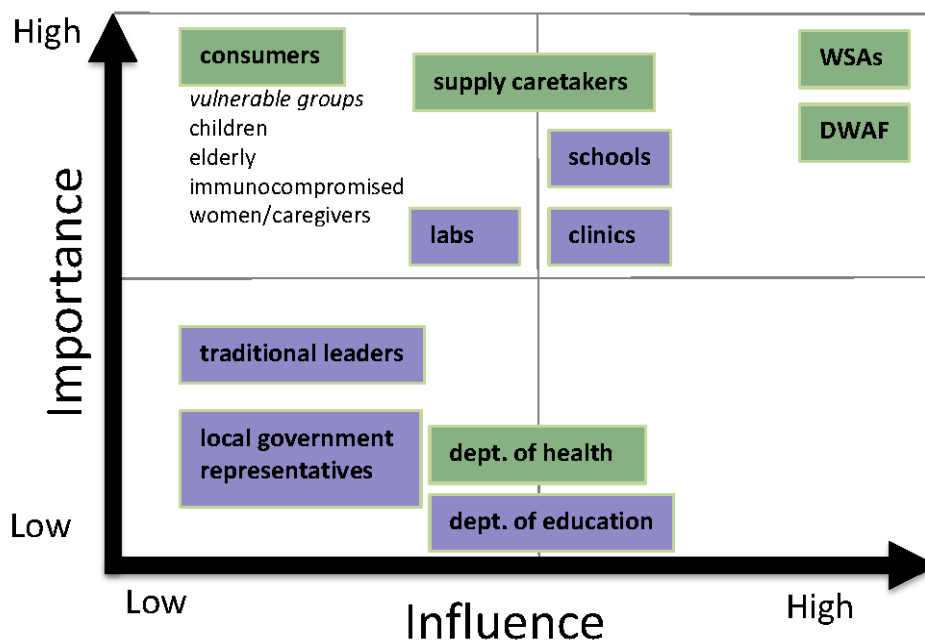 High
consumers
vulnerable groups
children
elderly
immunocompromised
women/caregivers
supply caretakers
WSAs
DWAF
schools
labs
clinics
Importance
traditional leaders
local government
representatives
dept. of health
dept. of education
Low
Low
Influence
High